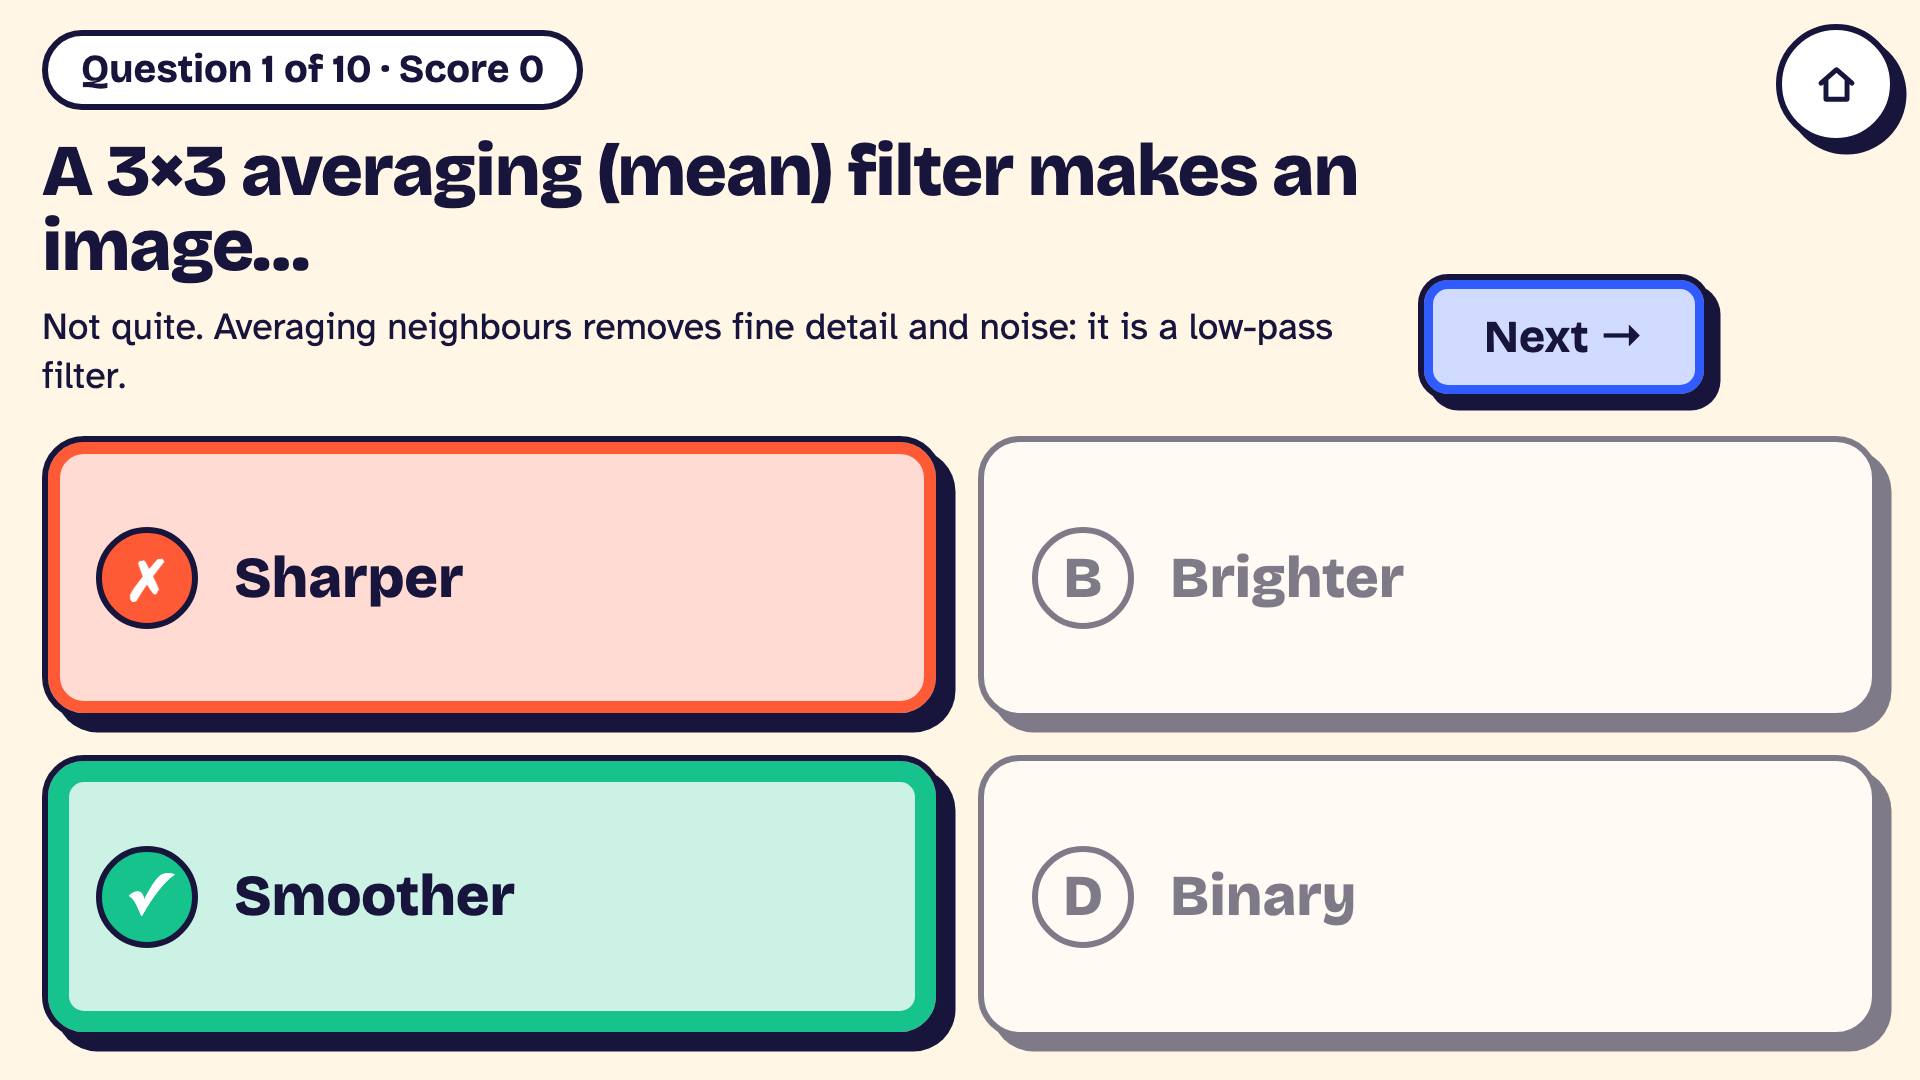 Question 1 of 10 · Score 0
A 3×3 averaging (mean) filter makes an
image...
Not quite. Averaging neighbours removes fine detail and noise: it is a low-pass
filter.
Next →
✗ Sharper
B Brighter
✓ Smoother
D Binary